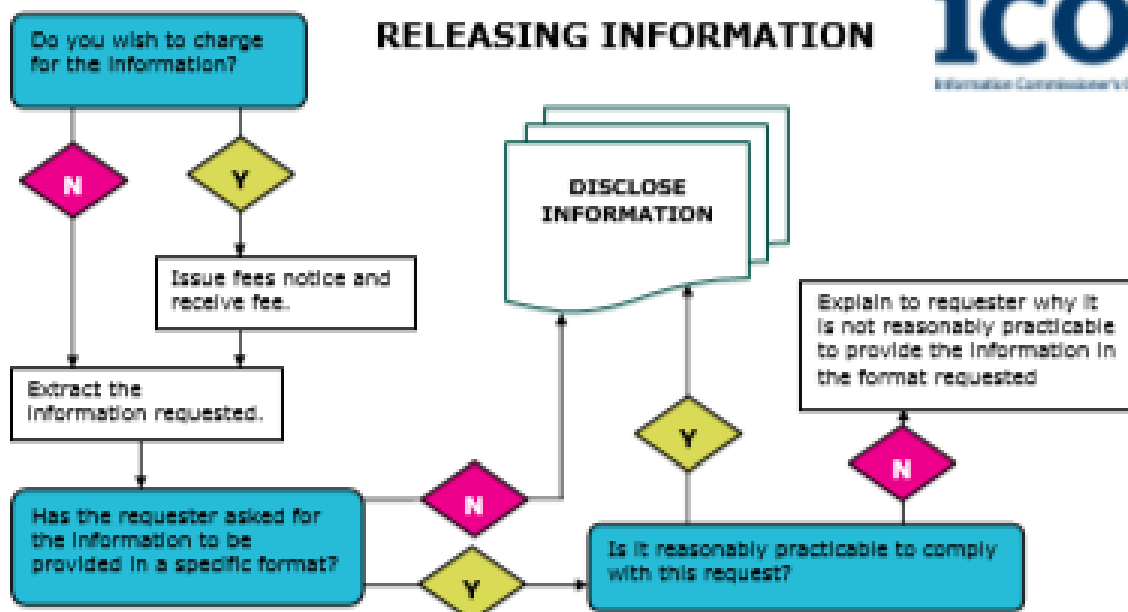 RELEASING INFORMATION
ico
Information Commissioner's
Do you wish to charge
for the information?
N
Y
DISCLOSE
INFORMATION
Issue fees notice and
receive fee.
Explain to requester why it
is not reasonably practicable
to provide the information in
the format requested
Extract the
information requested.
Y
N
Has the requester asked for
the information to be
provided in a specific format?
N
Y
Is it reasonably practicable to comply
with this request?